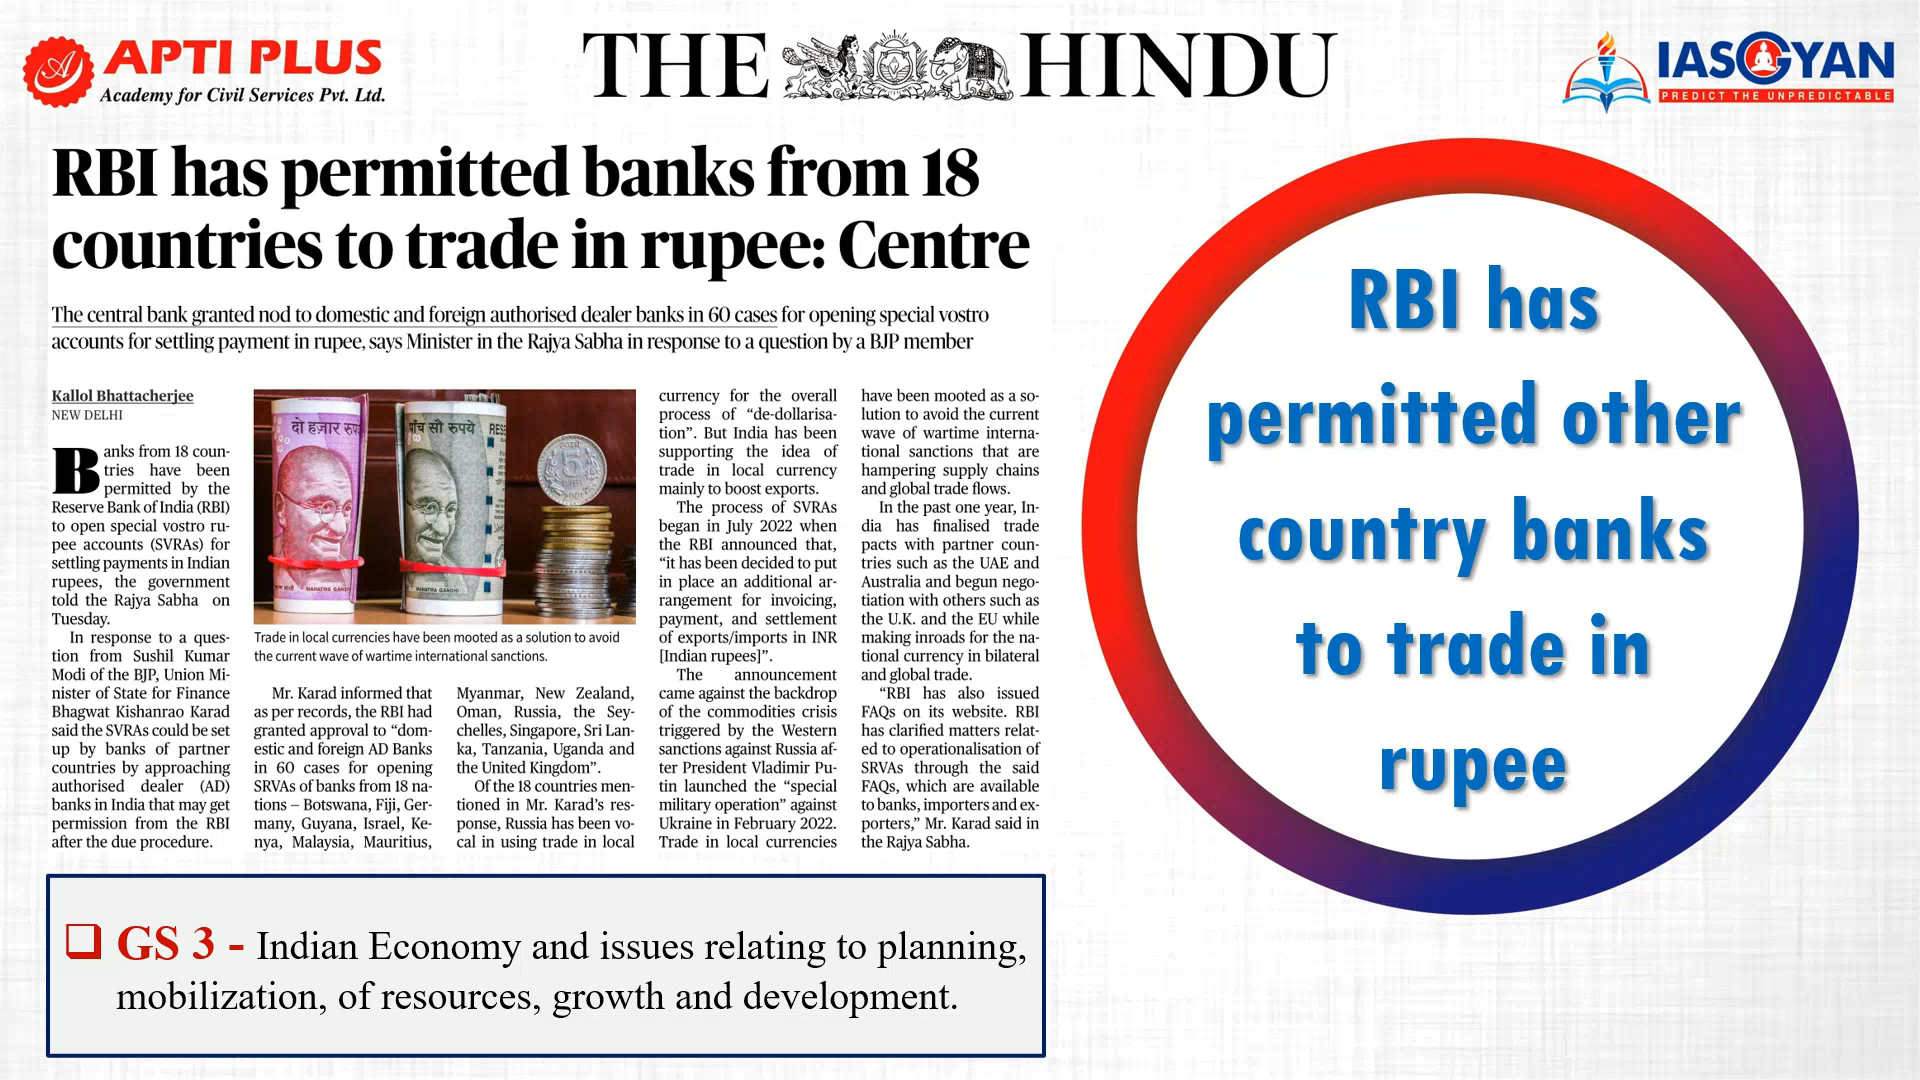 APTI PLUS
Academy for Civil Services Pvt. Ltd.
THE HINDU
IASGYAN
PREDICT THE UNPREDICTABLE
RBI has permitted banks from 18
countries to trade in rupee: Centre
The central bank granted nod to domestic and foreign authorised dealer banks in 60 cases for opening special vostro
accounts for settling payment in rupee, says Minister in the Rajya Sabha in response to a question by a BJP member
Kallol Bhattacherjee
NEW DELHI
Banks from 18 coun-
tries have been
permitted by the
Reserve Bank of India (RBI)
to open special vostro ru-
pee accounts (SVRAs) for
settling payments in Indian
rupees, the government
told the Rajya Sabha on
Tuesday.
In response to a ques-
tion from Sushil Kumar
Modi of the BJP, Union Mi-
nister of State for Finance
Bhagwat Kishanrao Karad
said the SVRAs could be set
up by banks of partner
countries by approaching
authorised dealer (AD)
banks in India that may get
permission from the RBI
after the due procedure.
दो हज़ार रुप
पाँच सौ रुपये
RES
MAHATMA GANDHI
MAHATMA GANDHI
5
Trade in local currencies have been mooted as a solution to avoid
the current wave of wartime international sanctions.
Mr. Karad informed that
as per records, the RBI had
granted approval to “dom-
estic and foreign AD Banks
in 60 cases for opening
SRVAs of banks from 18 na-
tions – Botswana, Fiji, Ger-
many, Guyana, Israel, Ke-
nya, Malaysia, Mauritius,
Myanmar, New Zealand,
Oman, Russia, the Sey-
chelles, Singapore, Sri Lan-
ka, Tanzania, Uganda and
the United Kingdom”.
Of the 18 countries men-
tioned in Mr. Karad’s res-
ponse, Russia has been vo-
cal in using trade in local
currency for the overall
process of “de-dollarisa-
tion”. But India has been
supporting the idea of
trade in local currency
mainly to boost exports.
The process of SVRAs
began in July 2022 when
the RBI announced that,
“it has been decided to put
in place an additional ar-
rangement for invoicing,
payment, and settlement
of exports/imports in INR
[Indian rupees]”.
The announcement
came against the backdrop
of the commodities crisis
triggered by the Western
sanctions against Russia af-
ter President Vladimir Pu-
tin launched the “special
military operation” against
Ukraine in February 2022.
Trade in local currencies
have been mooted as a so-
lution to avoid the current
wave of wartime interna-
tional sanctions that are
hampering supply chains
and global trade flows.
In the past one year, In-
dia has finalised trade
pacts with partner coun-
tries such as the UAE and
Australia and begun nego-
tiation with others such as
the U.K. and the EU while
making inroads for the na-
tional currency in bilateral
and global trade.
“RBI has also issued
FAQs on its website. RBI
has clarified matters relat-
ed to operationalisation of
SRVAs through the said
FAQs, which are available
to banks, importers and ex-
porters,” Mr. Karad said in
the Rajya Sabha.
RBI has
permitted other
country banks
to trade in
rupee
GS 3 - Indian Economy and issues relating to planning,
mobilization, of resources, growth and development.